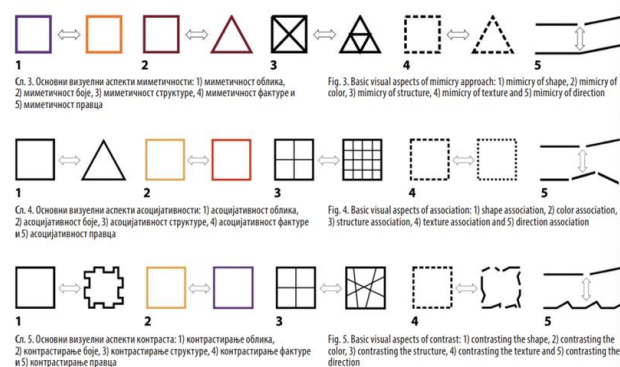 1 2 3 4 5
Сл. 3. Основни визуелни аспекти миметичности: 1) миметичност облика,
2) миметичност боје, 3) миметичност структуре, 4) миметичност фактуре и
5) миметичност правца
Fig. 3. Basic visual aspects of mimicry approach: 1) mimicry of shape, 2) mimicry of
color, 3) mimicry of structure, 4) mimicry of texture and 5) mimicry of direction
1 2 3 4 5
Сл. 4. Основни визуелни аспекти асоцијативности: 1) асоцијативност облика,
2) асоцијативност боје, 3) асоцијативност структуре, 4) асоцијативност фактуре
и 5) асоцијативност правца
Fig. 4. Basic visual aspects of association: 1) shape association, 2) color association,
3) structure association, 4) texture association and 5) direction association
1 2 3 4 5
Сл. 5. Основни визуелни аспекти контраста: 1) контрастирање облика,
2) контрастирање боје, 3) контрастирање структуре, 4) контрастирање фактуре
и 5) контрастирање правца
Fig. 5. Basic visual aspects of contrast: 1) contrasting the shape, 2) contrasting the
color, 3) contrasting the structure, 4) contrasting the texture and 5) contrasting the
direction